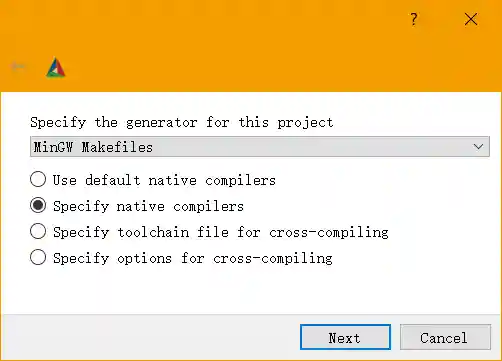 ?
Specify the generator for this project
MinGW Makefiles
Use default native compilers
Specify native compilers
Specify toolchain file for cross-compiling
Specify options for cross-compiling
Next
Cancel